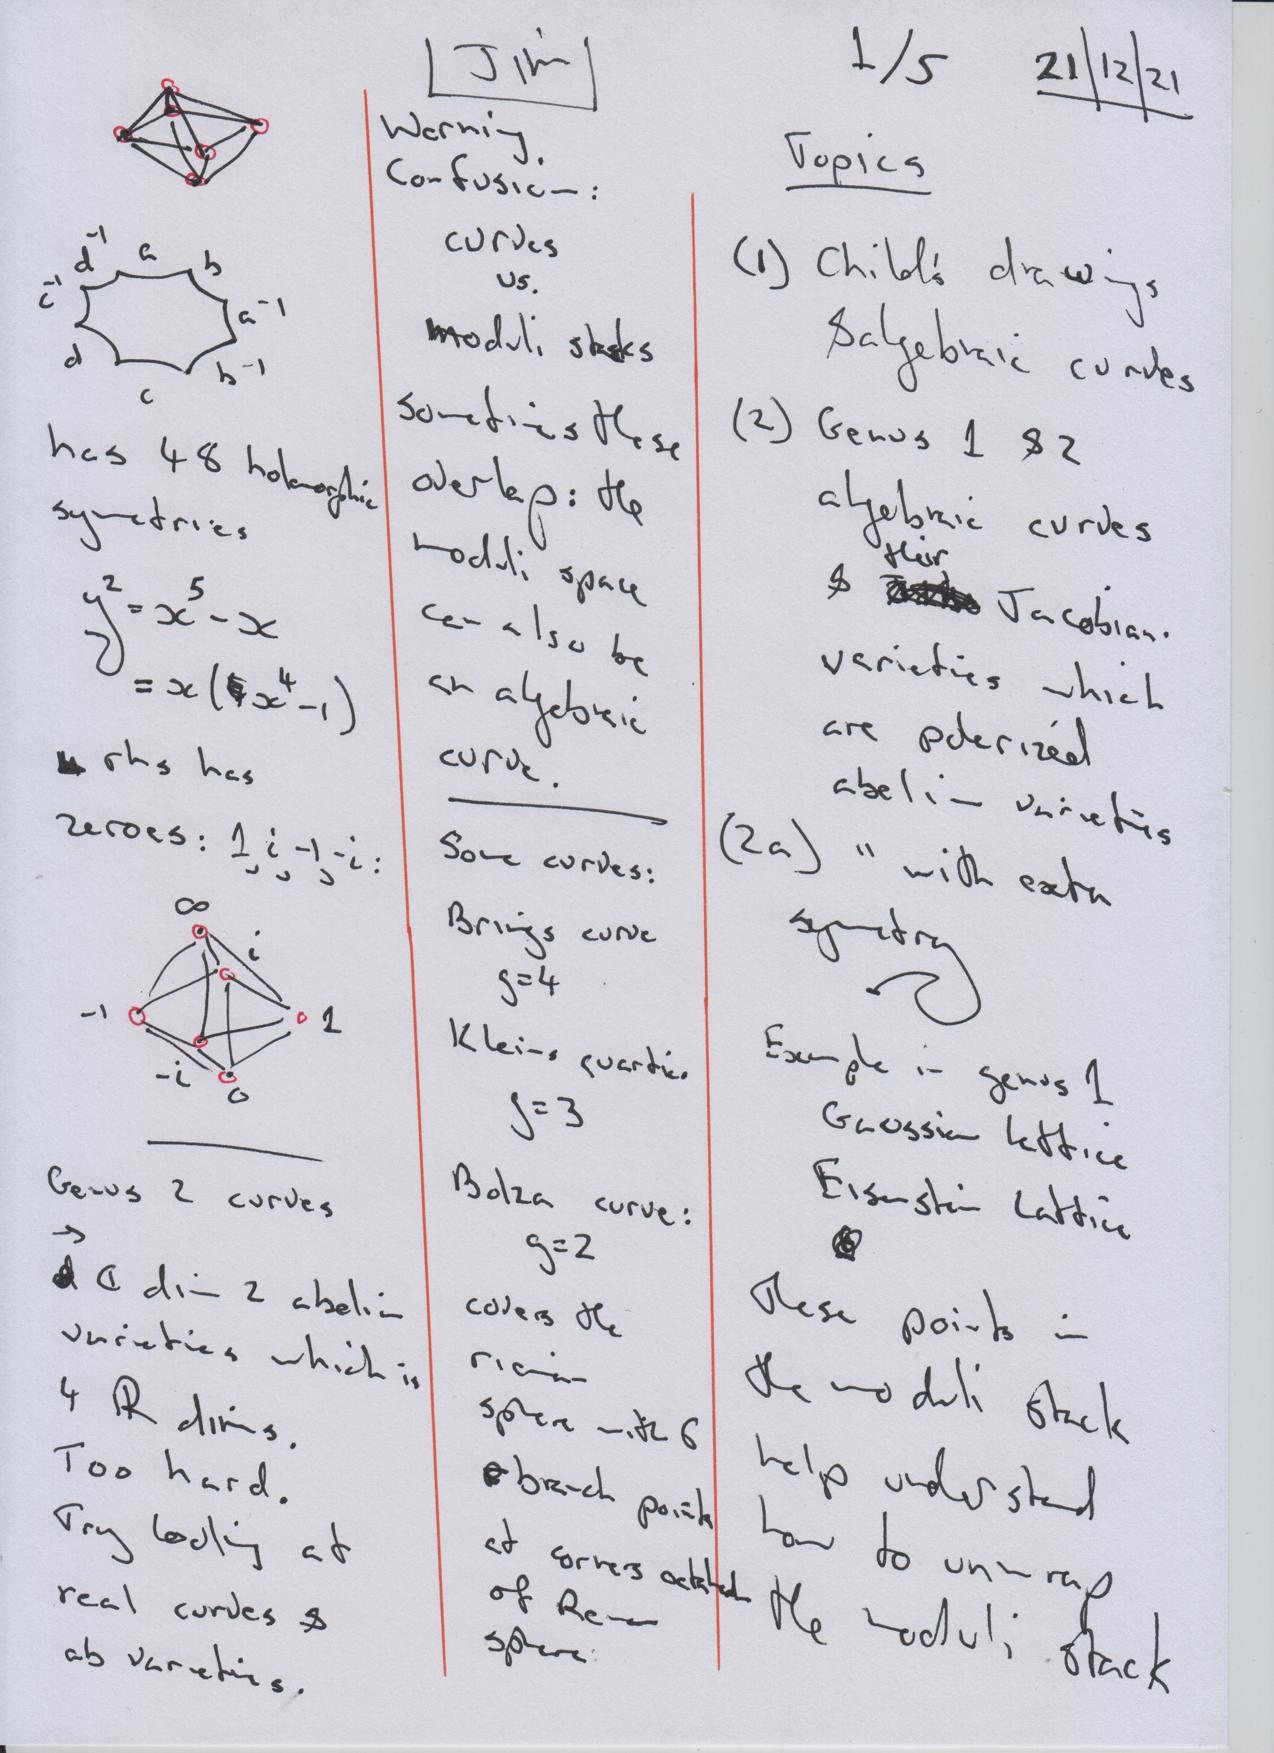 Jim
1/5
21/12/21
Topics
(1) Child's drawings
& algebraic curves
(2) Genus 1 & 2
algebraic curves
their
& Jacobian
varieties which
are polarized
abelian varieties
(2a) " with extra
symmetry
Example in genus 1
Gaussian lattice
Eisenstein Lattice
These points in
the moduli stack
help understand
how to unwrap
the moduli stack
Warning.
Confusion:
curves
vs.
moduli stacks
Sometimes these
overlap: the
moduli space
can also be
an algebraic
curve.
Some curves:
Brings curve
g=4
Kleins quartic
g=3
Bolza curve:
g=2
covers the
sphere with 6
branch points
at corners octahedron
of
sphere
d⁻¹ a b
c⁻¹ a⁻¹
d b⁻¹
c
has 48 holomorphic
symmetries
y² = x⁵ - x
= x(x⁴-1)
rhs has
zeroes: 1, i, -1, -i:
∞
i
-1 1
-i
0
Genus 2 curves
→
ℂ dim 2 abelian
varieties which is
4 ℝ dims.
Too hard.
Try looking at
real curves &
ab varieties.